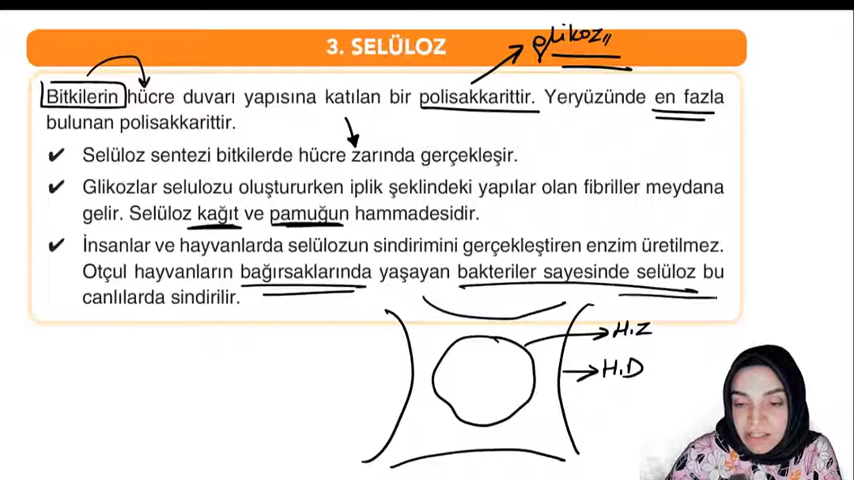 3. SELÜLOZ
glikoz,,
Bitkilerin hücre duvarı yapısına katılan bir polisakkarittir. Yeryüzünde en fazla
bulunan polisakkarittir.
✔ Selüloz sentezi bitkilerde hücre zarında gerçekleşir.
✔ Glikozlar selulozu oluştururken iplik şeklindeki yapılar olan fibriller meydana
gelir. Selüloz kağıt ve pamuğun hammadesidir.
✔ İnsanlar ve hayvanlarda selülozun sindirimini gerçekleştiren enzim üretilmez.
Otçul hayvanların bağırsaklarında yaşayan bakteriler sayesinde selüloz bu
canlılarda sindirilir.
H.Z
H.D